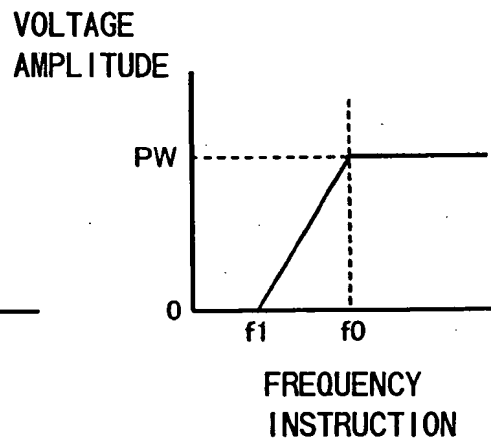 VOLTAGE
AMPLITUDE
PW
0
f1 f0
FREQUENCY
INSTRUCTION